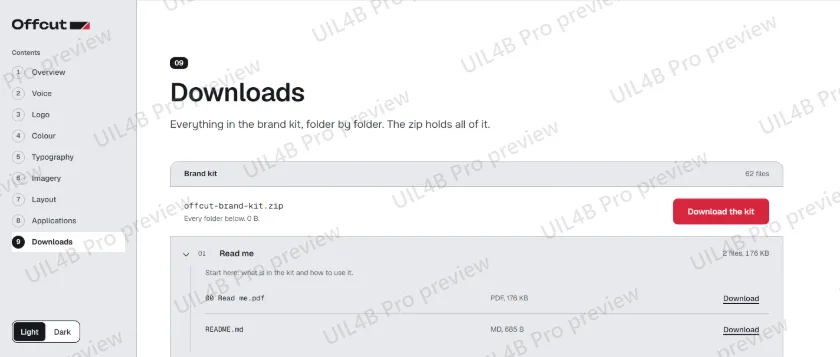 Offcut
Contents
1 Overview
2 Voice
3 Logo
4 Colour
5 Typography
6 Imagery
7 Layout
8 Applications
9 Downloads
Light Dark
09
Downloads
Everything in the brand kit, folder by folder. The zip holds all of it.
Brand kit 62 files
offcut-brand-kit.zip
Every folder below. 0 B.
Download the kit
01 Read me 2 files, 176 KB
Start here: what is in the kit and how to use it.
00 Read me.pdf PDF, 176 KB Download
README.md MD, 685 B Download
UIL4B Pro preview